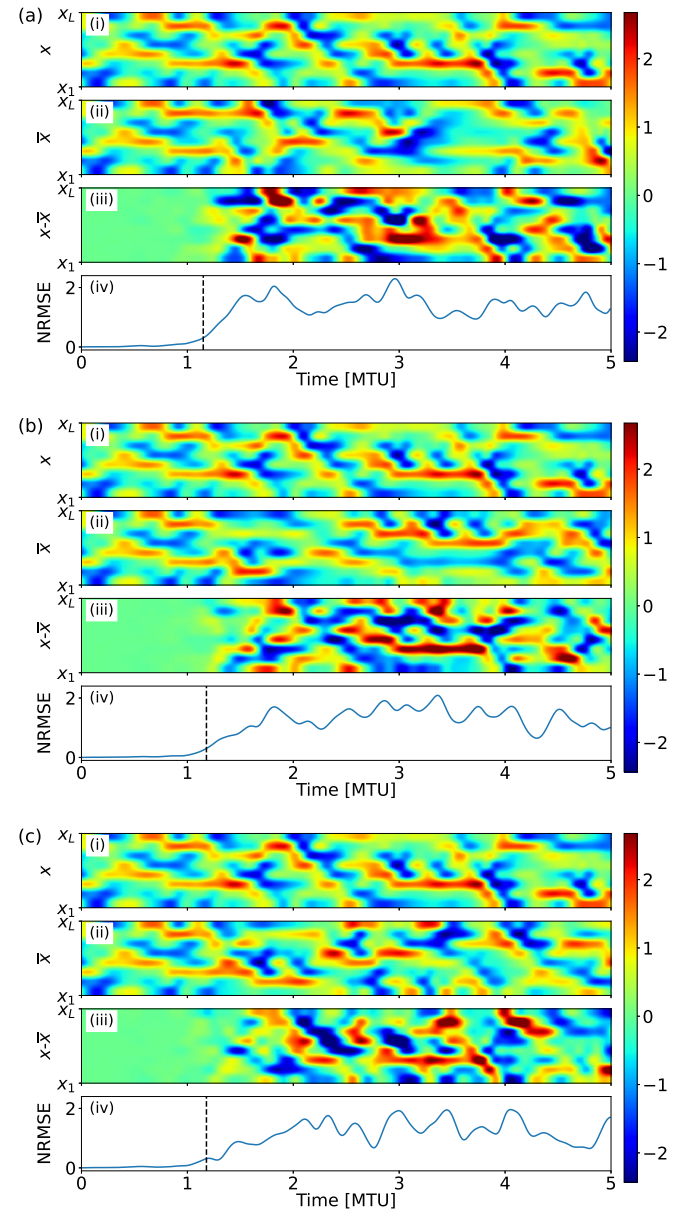 (a)
x_L
(i)
x
x_1
x_L
(ii)
x̅
x_1
x_L
(iii)
x-x̅
x_1
(iv)
NRMSE
2
0
0 1 2 3 4 5
Time [MTU]
2
1
0
−1
−2
(b)
x_L
(i)
x
x_1
x_L
(ii)
x̅
x_1
x_L
(iii)
x-x̅
x_1
(iv)
NRMSE
2
0
0 1 2 3 4 5
Time [MTU]
2
1
0
−1
−2
(c)
x_L
(i)
x
x_1
x_L
(ii)
x̅
x_1
x_L
(iii)
x-x̅
x_1
(iv)
NRMSE
2
0
0 1 2 3 4 5
Time [MTU]
2
1
0
−1
−2